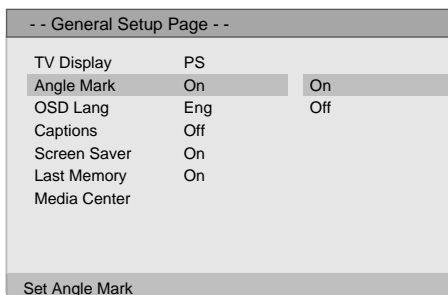 - - General Setup Page - -
TV Display PS
Angle Mark On On
OSD Lang Eng Off
Captions Off
Screen Saver On
Last Memory On
Media Center
Set Angle Mark